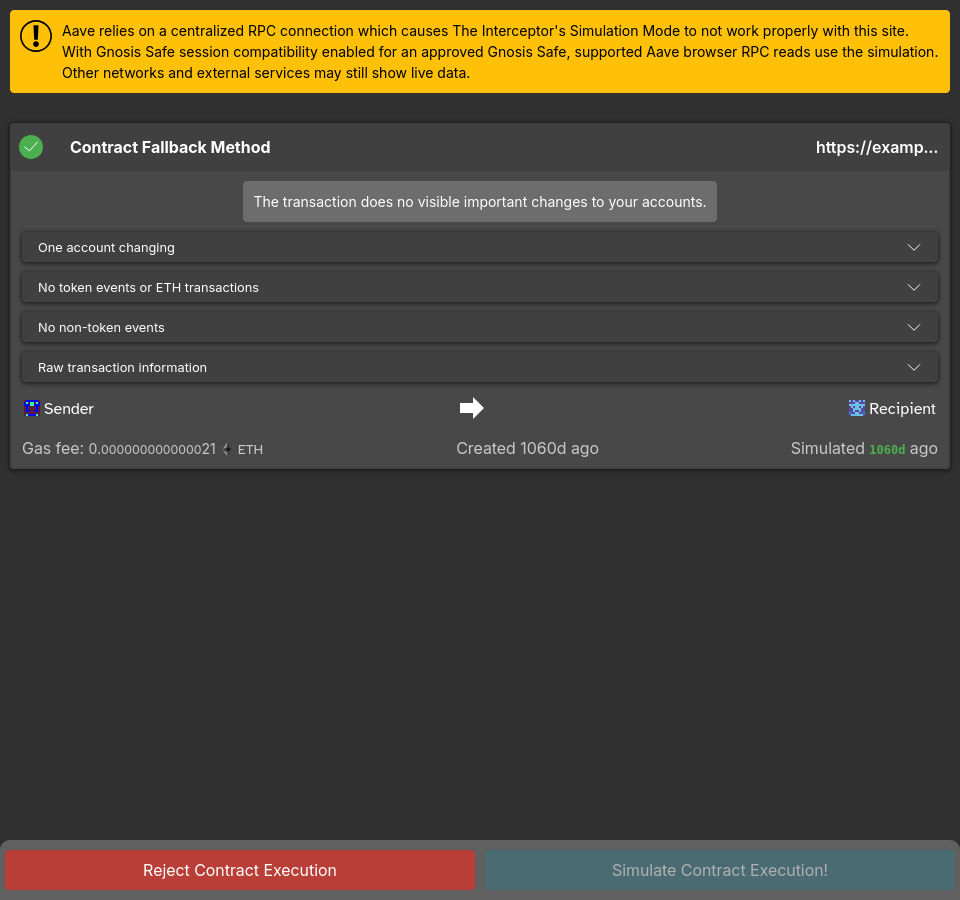 Aave relies on a centralized RPC connection which causes The Interceptor's Simulation Mode to not work properly with this site.
With Gnosis Safe session compatibility enabled for an approved Gnosis Safe, supported Aave browser RPC reads use the simulation.
Other networks and external services may still show live data.
Contract Fallback Method https://examp...
The transaction does no visible important changes to your accounts.
One account changing
No token events or ETH transactions
No non-token events
Raw transaction information
Sender Recipient
Gas fee: 0.000000000000021 ETH Created 1060d ago Simulated 1060d ago
Reject Contract Execution Simulate Contract Execution!